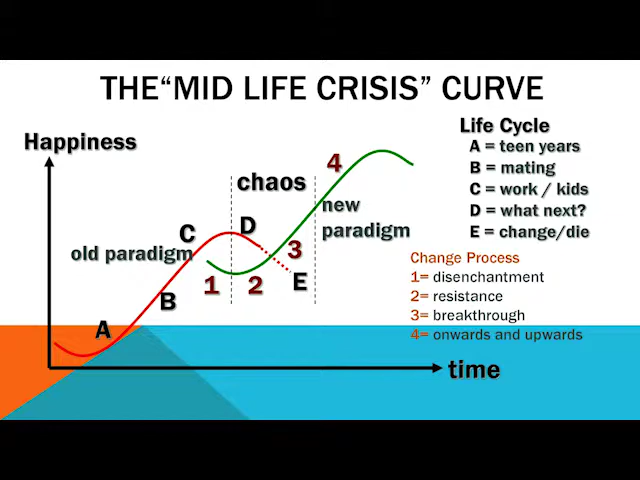 THE“MID LIFE CRISIS” CURVE
Happiness
Life Cycle
A = teen years
B = mating
C = work / kids
D = what next?
E = change/die
4
chaos
new
paradigm
C
D
old paradigm
3
1
2
E
B
A
Change Process
1= disenchantment
2= resistance
3= breakthrough
4= onwards and upwards
time